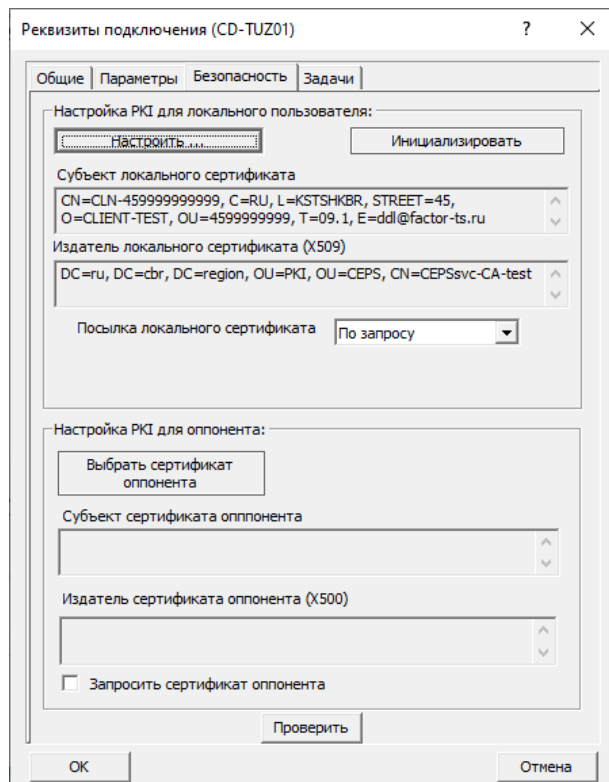 Реквизиты подключения (CD-TUZ01)
Общие Параметры Безопасность Задачи
Настройка PKI для локального пользователя:
Настроить ... Инициализировать
Субъект локального сертификата
CN=CLN-459999999999, C=RU, L=KSTSHKBR, STREET=45,
O=CLIENT-TEST, OU=4599999999, T=09.1, E=ddl@factor-ts.ru
Издатель локального сертификата (X509)
DC=ru, DC=cbr, DC=region, OU=PKI, OU=CEPS, CN=CEPSsvc-CA-test
Посылка локального сертификата По запросу
Настройка PKI для оппонента:
Выбрать сертификат
оппонента
Субъект сертификата опппонента
Издатель сертификата оппонента (X500)
Запросить сертификат оппонента
Проверить
OK Отмена